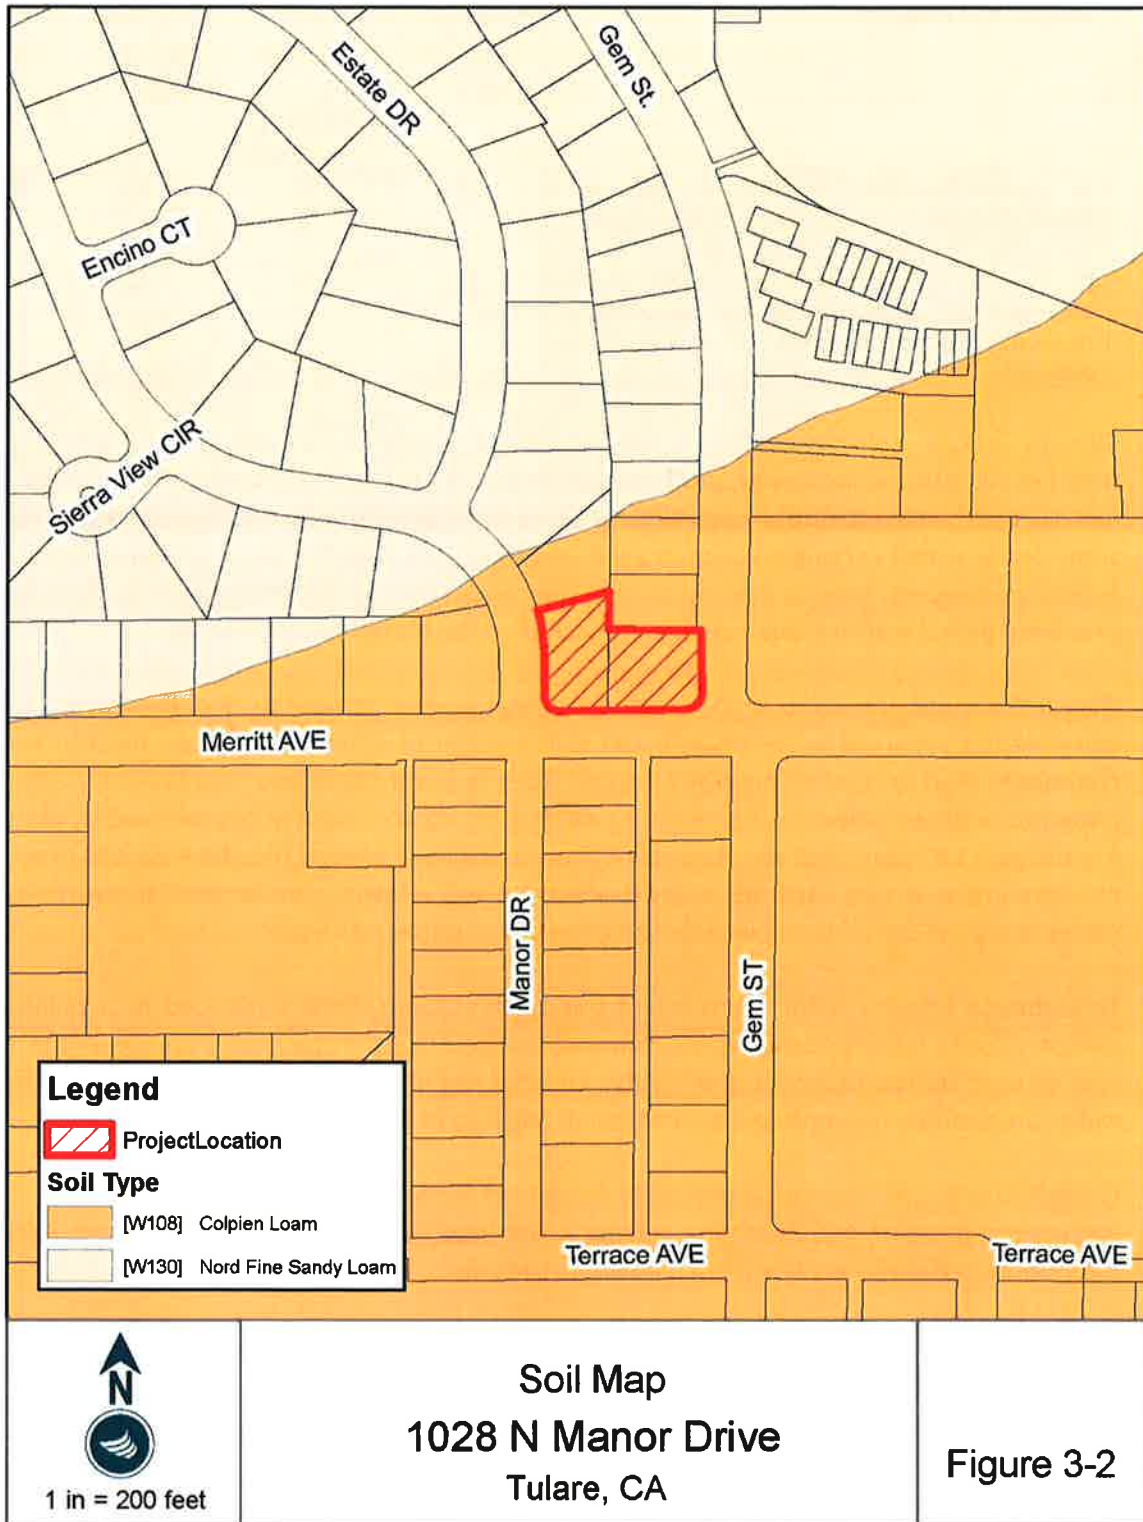 Estate DR
Gem St.
Encino CT
Sierra View CIR
Merritt AVE
Manor DR
Gem ST
Terrace AVE
Terrace AVE
Legend
ProjectLocation
Soil Type
[W108] Colpien Loam
[W130] Nord Fine Sandy Loam
N
1 in = 200 feet
Soil Map
1028 N Manor Drive
Tulare, CA
Figure 3-2